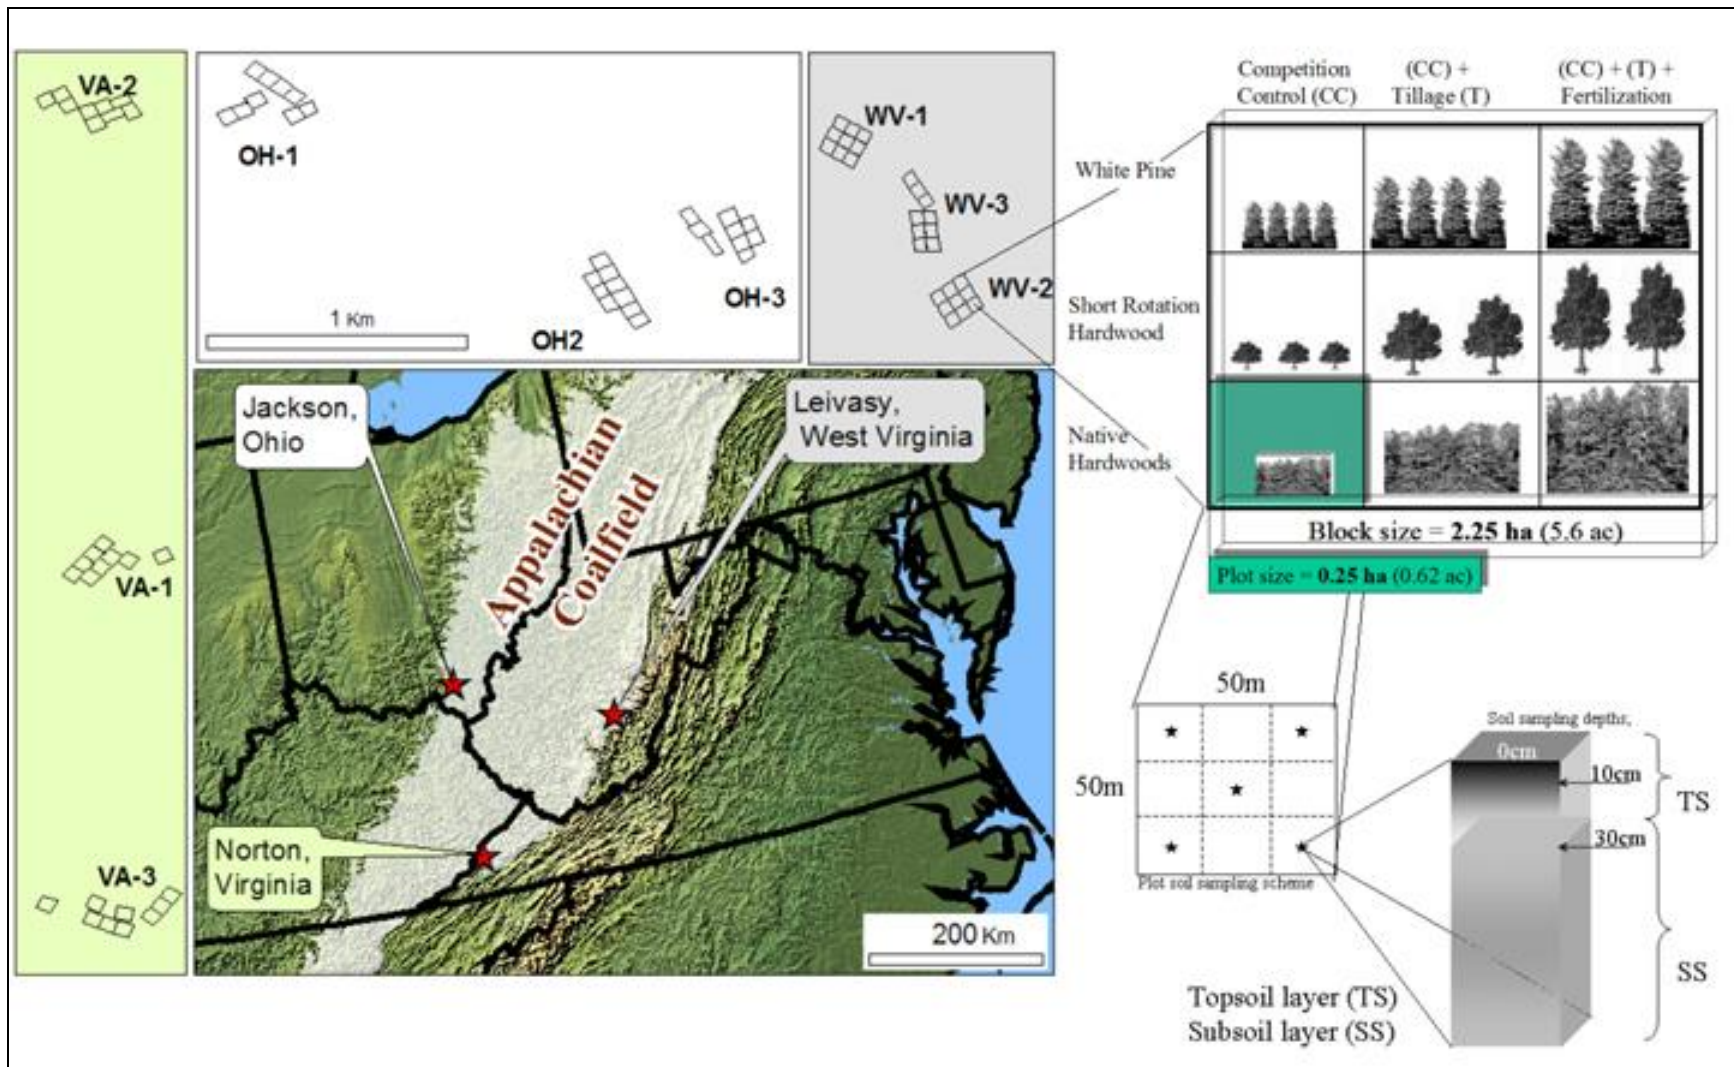 VA-2
VA-1
VA-3
OH-1
OH-3
OH2
1 Km
WV-1
WV-3
WV-2
Jackson,
Ohio
Leivasy,
West Virginia
Appalachian
Coalfield
Norton,
Virginia
200 Km
Competition
Control (CC)
(CC) +
Tillage (T)
(CC) + (T) +
Fertilization
White Pine
Short Rotation
Hardwood
Native
Hardwoods
Block size = 2.25 ha (5.6 ac)
Plot size = 0.25 ha (0.62 ac)
50m
50m
Plot soil sampling scheme
Soil sampling depths,
0cm
10cm
30cm
TS
SS
Topsoil layer (TS)
Subsoil layer (SS)